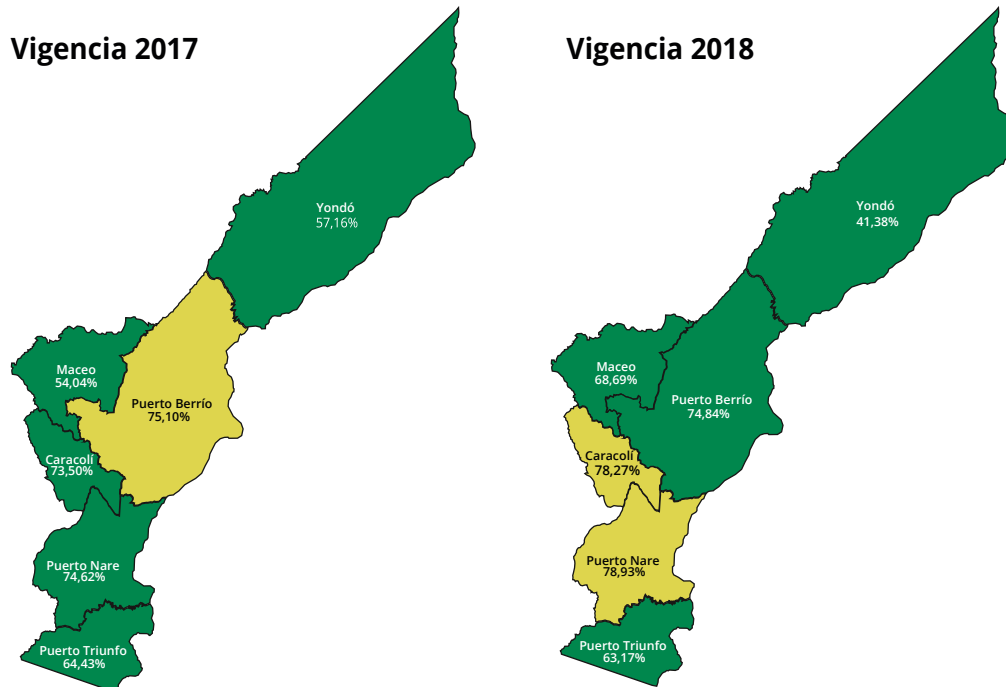 Vigencia 2017
Yondó
57,16%
Maceo
54,04%
Puerto Berrío
75,10%
Caracolí
73,50%
Puerto Nare
74,62%
Puerto Triunfo
64,43%
Vigencia 2018
Yondó
41,38%
Maceo
68,69%
Puerto Berrío
74,84%
Caracolí
78,27%
Puerto Nare
78,93%
Puerto Triunfo
63,17%